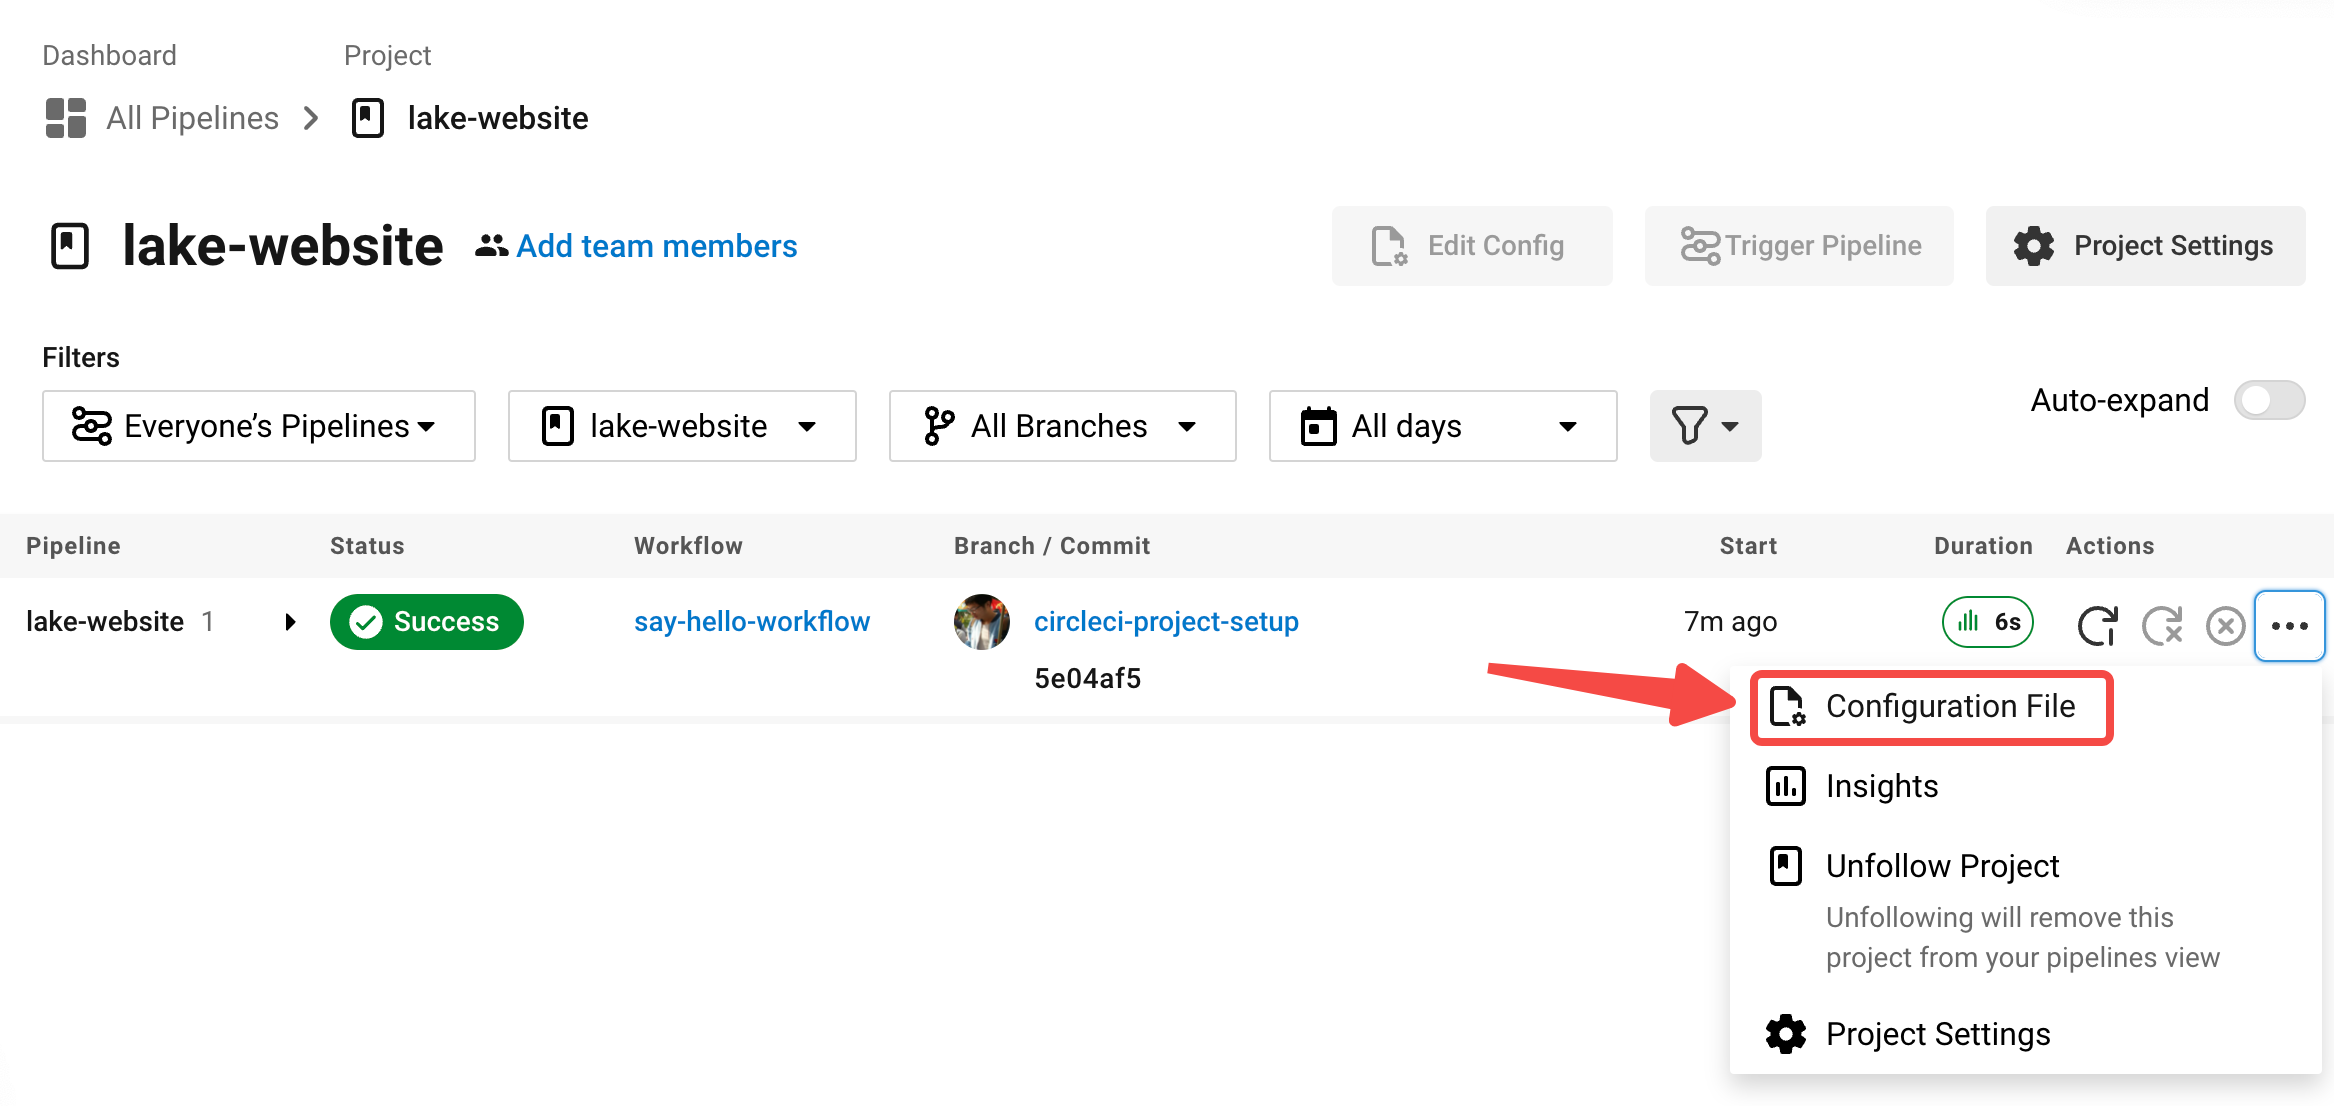 Dashboard
Project
All Pipelines
lake-website
lake-website
Add team members
Edit Config
Trigger Pipeline
Project Settings
Filters
Everyone’s Pipelines
lake-website
All Branches
All days
Auto-expand
Pipeline
Status
Workflow
Branch / Commit
Start
Duration
Actions
lake-website 1
Success
say-hello-workflow
circleci-project-setup
7m ago
6s
5e04af5
Configuration File
Insights
Unfollow Project
Unfollowing will remove this
project from your pipelines view
Project Settings